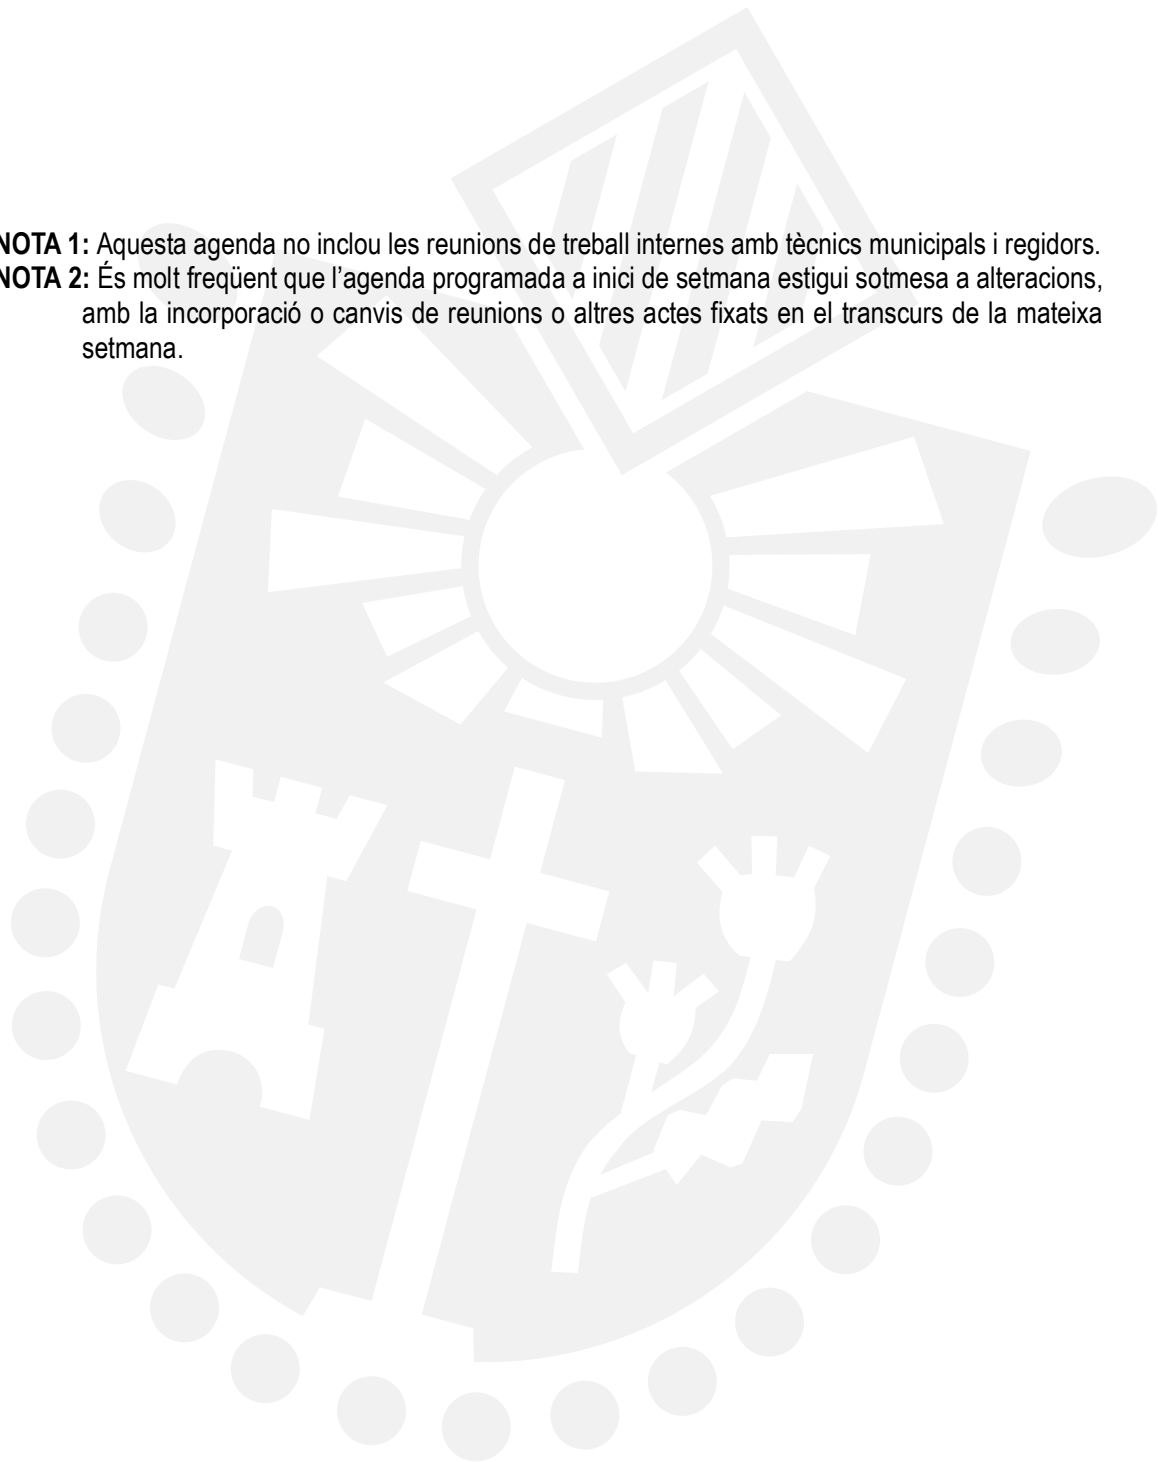 NOTA 1: Aquesta agenda no inclou les reunions de treball internes amb tècnics municipals i regidors.
NOTA 2: És molt freqüent que l’agenda programada a inici de setmana estigui sotmesa a alteracions,
amb la incorporació o canvis de reunions o altres actes fixats en el transcurs de la mateixa
setmana.